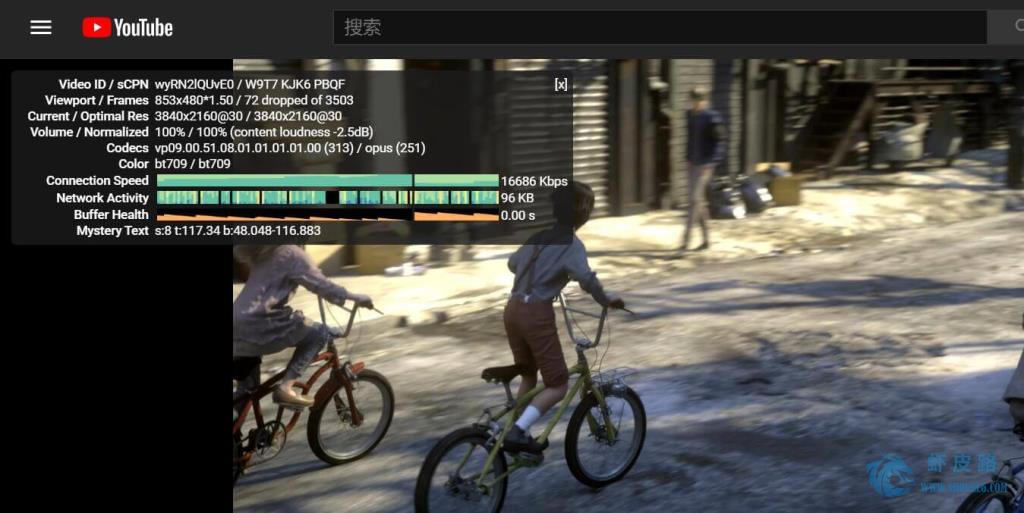 YouTube
搜索
Video ID / sCPN wyRN2lQUvE0 / W9T7 KJK6 PBQF
[x]
Viewport / Frames 853x480*1.50 / 72 dropped of 3503
Current / Optimal Res 3840x2160@30 / 3840x2160@30
Volume / Normalized 100% / 100% (content loudness -2.5dB)
Codecs vp09.00.51.08.01.01.01.01.00 (313) / opus (251)
Color bt709 / bt709
Connection Speed 16686 Kbps
Network Activity 96 KB
Buffer Health 0.00 s
Mystery Text s:8 t:117.34 b:48.048-116.883
虾皮路